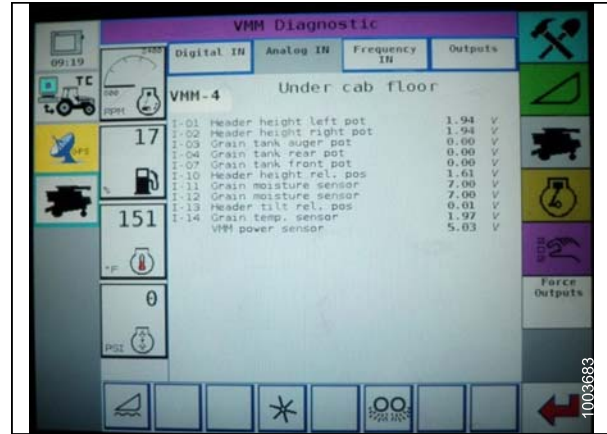 VMM Diagnostic
09:19
TC
GPS
2400
600
RPM
17
%
151
°F
0
PSI
Digital IN
Analog IN
Frequency IN
Outputs
VMM-4
Under cab floor
I-01 Header height left pot 1.94 V
I-02 Header height right pot 1.94 V
I-03 Grain tank auger pot 0.00 V
I-04 Grain tank rear pot 0.00 V
I-07 Grain tank front pot 0.00 V
I-10 Header height rel. pos 1.61 V
I-11 Grain moisture sensor 7.00 V
I-12 Grain moisture sensor 7.00 V
I-13 Header tilt rel. pos 0.01 V
I-14 Grain temp. sensor 1.97 V
VMM power sensor 5.03 V
Force
Outputs
1003683